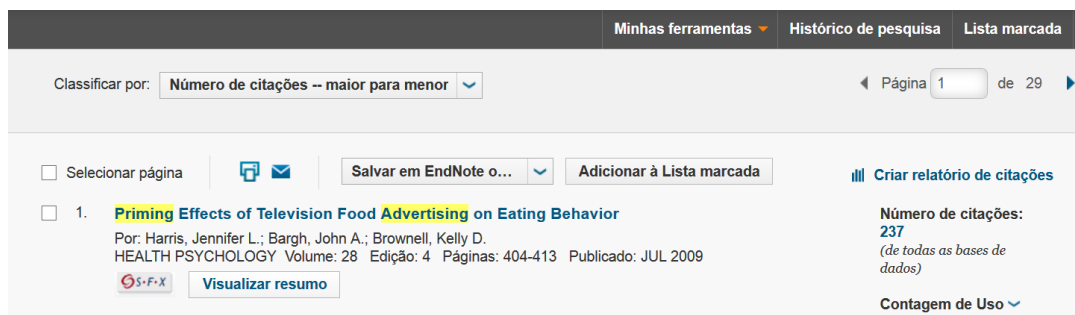 Minhas ferramentas Histórico de pesquisa Lista marcada
Classificar por: Número de citações -- maior para menor Página 1 de 29
Selecionar página Salvar em EndNote o... Adicionar à Lista marcada Criar relatório de citações
1. Priming Effects of Television Food Advertising on Eating Behavior
Por: Harris, Jennifer L.; Bargh, John A.; Brownell, Kelly D.
HEALTH PSYCHOLOGY Volume: 28 Edição: 4 Páginas: 404-413 Publicado: JUL 2009
S·F·X Visualizar resumo
Número de citações:
237
(de todas as bases de
dados)
Contagem de Uso